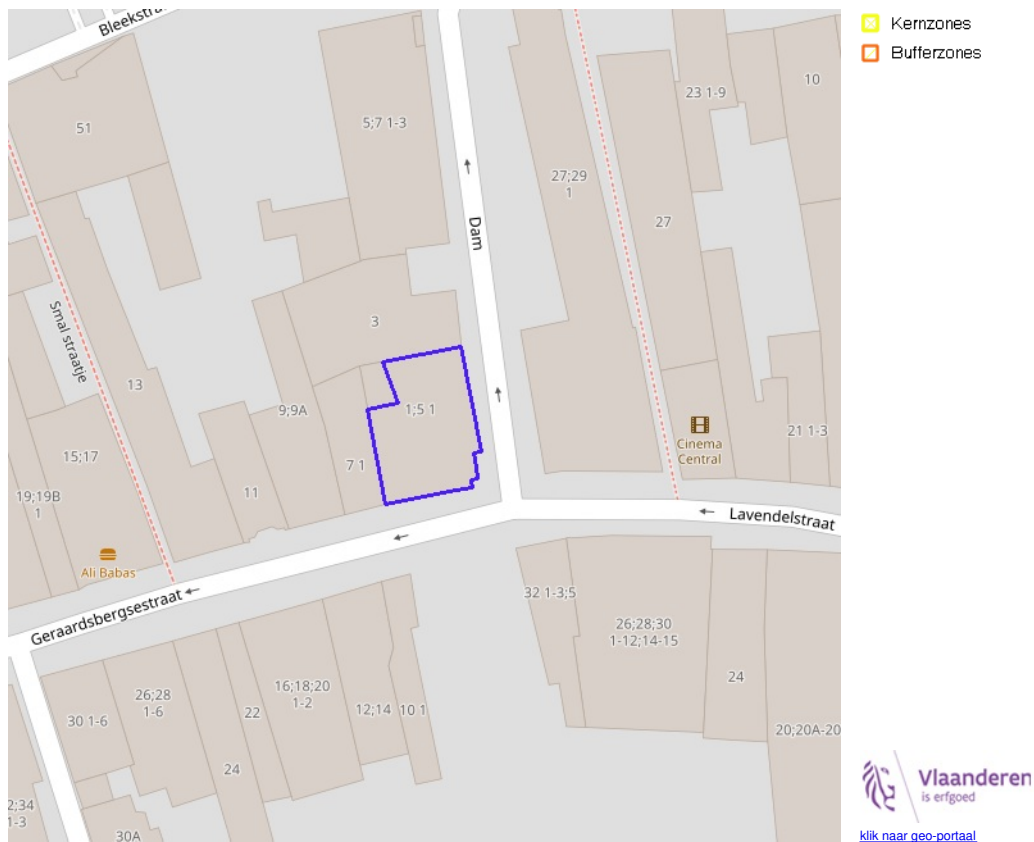 Bleekstra
Kernzones
Bufferzones
51
5;7 1-3
23 1-9
10
27;29
1
27
Dam
Smal straatje
3
13
9;9A
1;5 1
7 1
Cinema
Central
21 1-3
15;17
19;19B
1
11
Lavendelstraat
Ali Babas
Geraardsbergsestraat
32 1-3;5
26;28;30
1-12;14-15
24
20;20A-20
30 1-6
26;28
1-6
22
16;18;20
1-2
12;14
10 1
24
2;34
1-3
30A
Vlaanderen
is erfgoed
klik naar geo-portaal